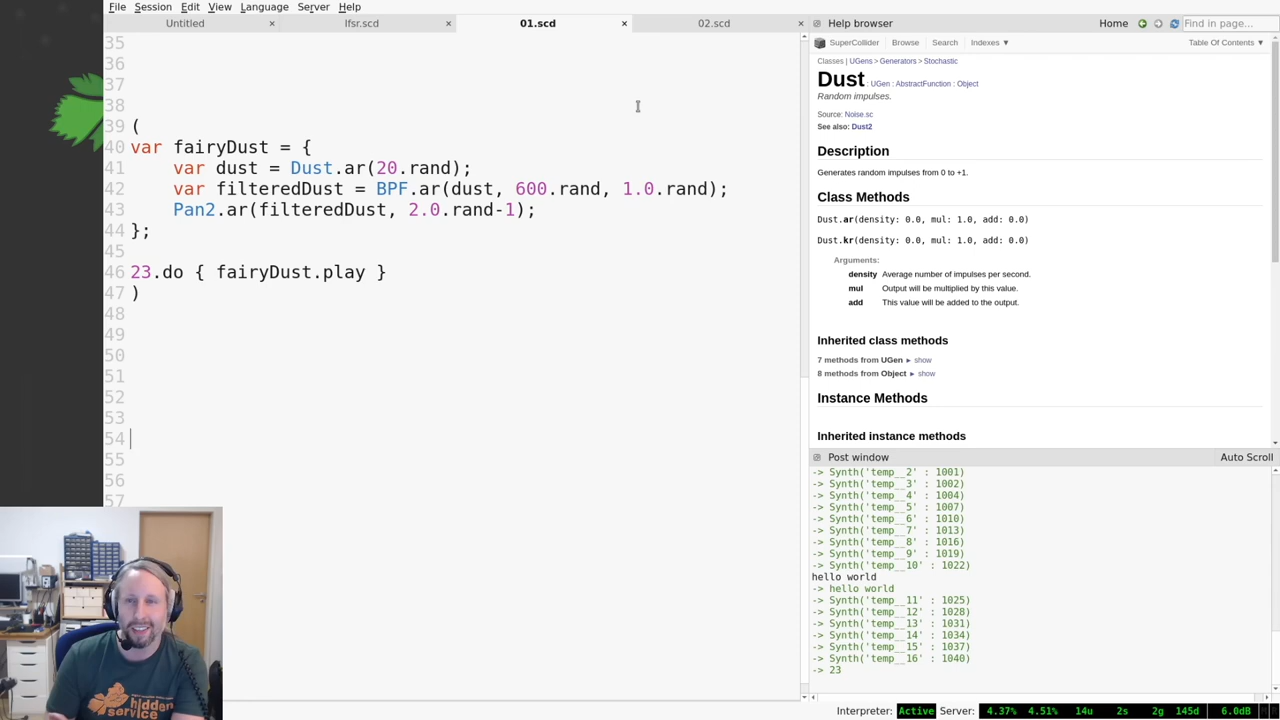 File Session Edit View Language Server Help
Untitled × lfsr.scd × 01.scd × 02.scd ×
35
36
37
38
39 (
40 var fairyDust = {
41 var dust = Dust.ar(20.rand);
42 var filteredDust = BPF.ar(dust, 600.rand, 1.0.rand);
43 Pan2.ar(filteredDust, 2.0.rand-1);
44 };
45
46 23.do { fairyDust.play }
47 )
48
49
50
51
52
53
54
55
56
57
Help browser Home Find in page...
SuperCollider Browse Search Indexes ▼ Table Of Contents ▼
Classes | UGens > Generators > Stochastic
Dust : UGen : AbstractFunction : Object
Random impulses.
Source: Noise.sc
See also: Dust2
Description
Generates random impulses from 0 to +1.
Class Methods
Dust.ar(density: 0.0, mul: 1.0, add: 0.0)
Dust.kr(density: 0.0, mul: 1.0, add: 0.0)
Arguments:
density Average number of impulses per second.
mul Output will be multiplied by this value.
add This value will be added to the output.
Inherited class methods
7 methods from UGen ► show
8 methods from Object ► show
Instance Methods
Inherited instance methods
Post window Auto Scroll
-> Synth('temp__2' : 1001)
-> Synth('temp__3' : 1002)
-> Synth('temp__4' : 1004)
-> Synth('temp__5' : 1007)
-> Synth('temp__6' : 1010)
-> Synth('temp__7' : 1013)
-> Synth('temp__8' : 1016)
-> Synth('temp__9' : 1019)
-> Synth('temp__10' : 1022)
hello world
-> hello world
-> Synth('temp__11' : 1025)
-> Synth('temp__12' : 1028)
-> Synth('temp__13' : 1031)
-> Synth('temp__14' : 1034)
-> Synth('temp__15' : 1037)
-> Synth('temp__16' : 1040)
-> 23
hidden
service
Interpreter: Active Server: 4.37% 4.51% 14u 2s 2g 145d 6.0dB